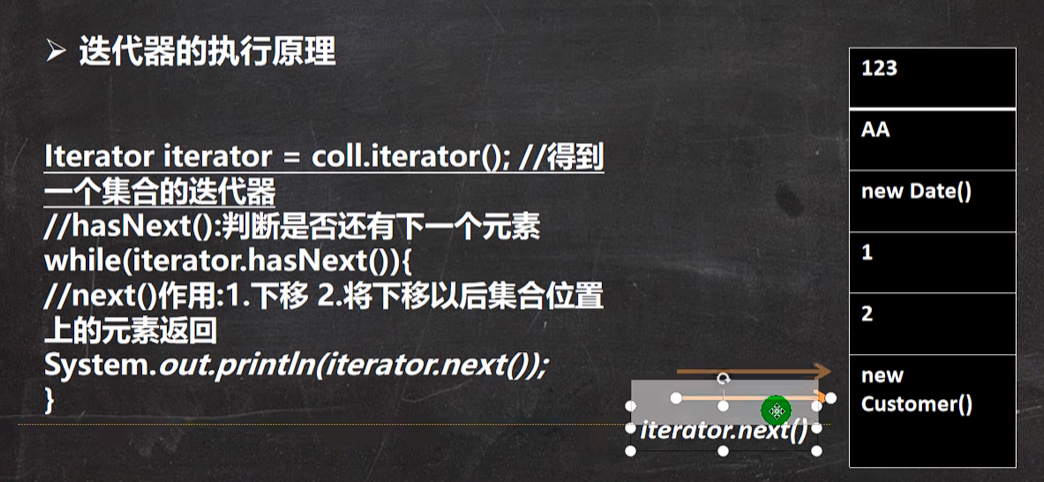 迭代器的执行原理
Iterator iterator = coll.iterator(); //得到
一个集合的迭代器
//hasNext():判断是否还有下一个元素
while(iterator.hasNext()){
//next()作用:1.下移 2.将下移以后集合位置
上的元素返回
System.out.println(iterator.next());
}
iterator.next()
123
AA
new Date()
1
2
new
Customer()